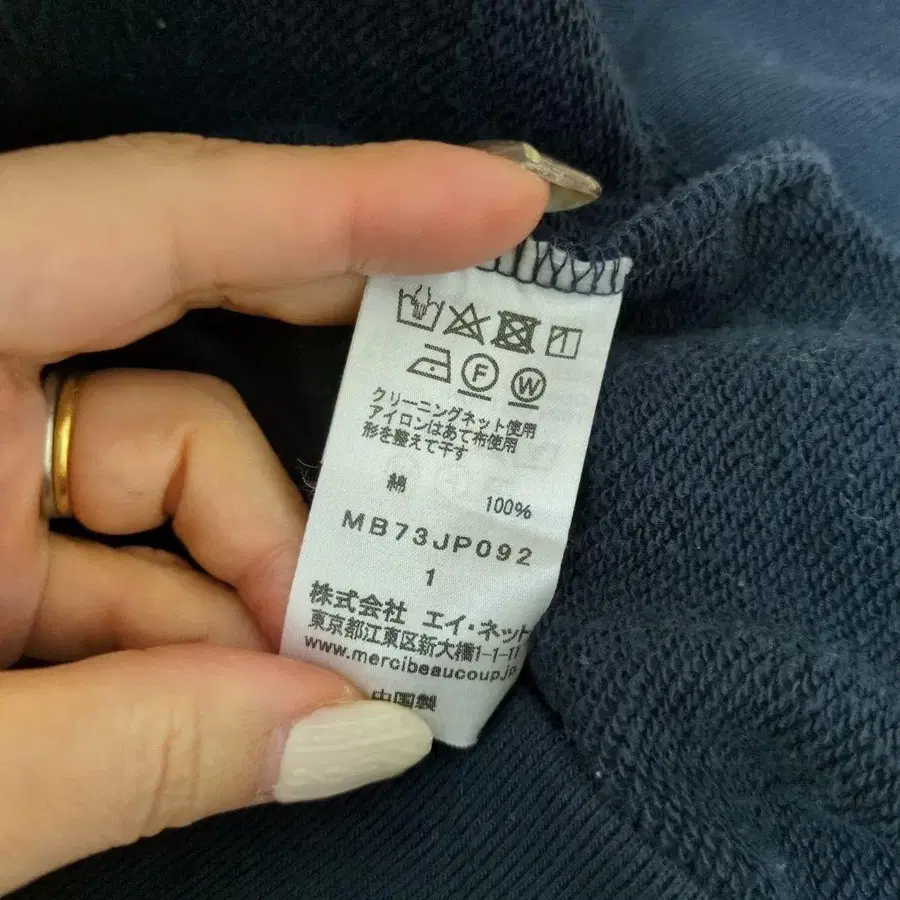 F W
クリーニングネット使用
アイロンはあて布使用
形を整えて干す
綿 100%
MB73JP092
1
株式会社 エイ・ネット
東京都江東区新大橋1-1-11
www.mercibeaucoup.jp
中国製